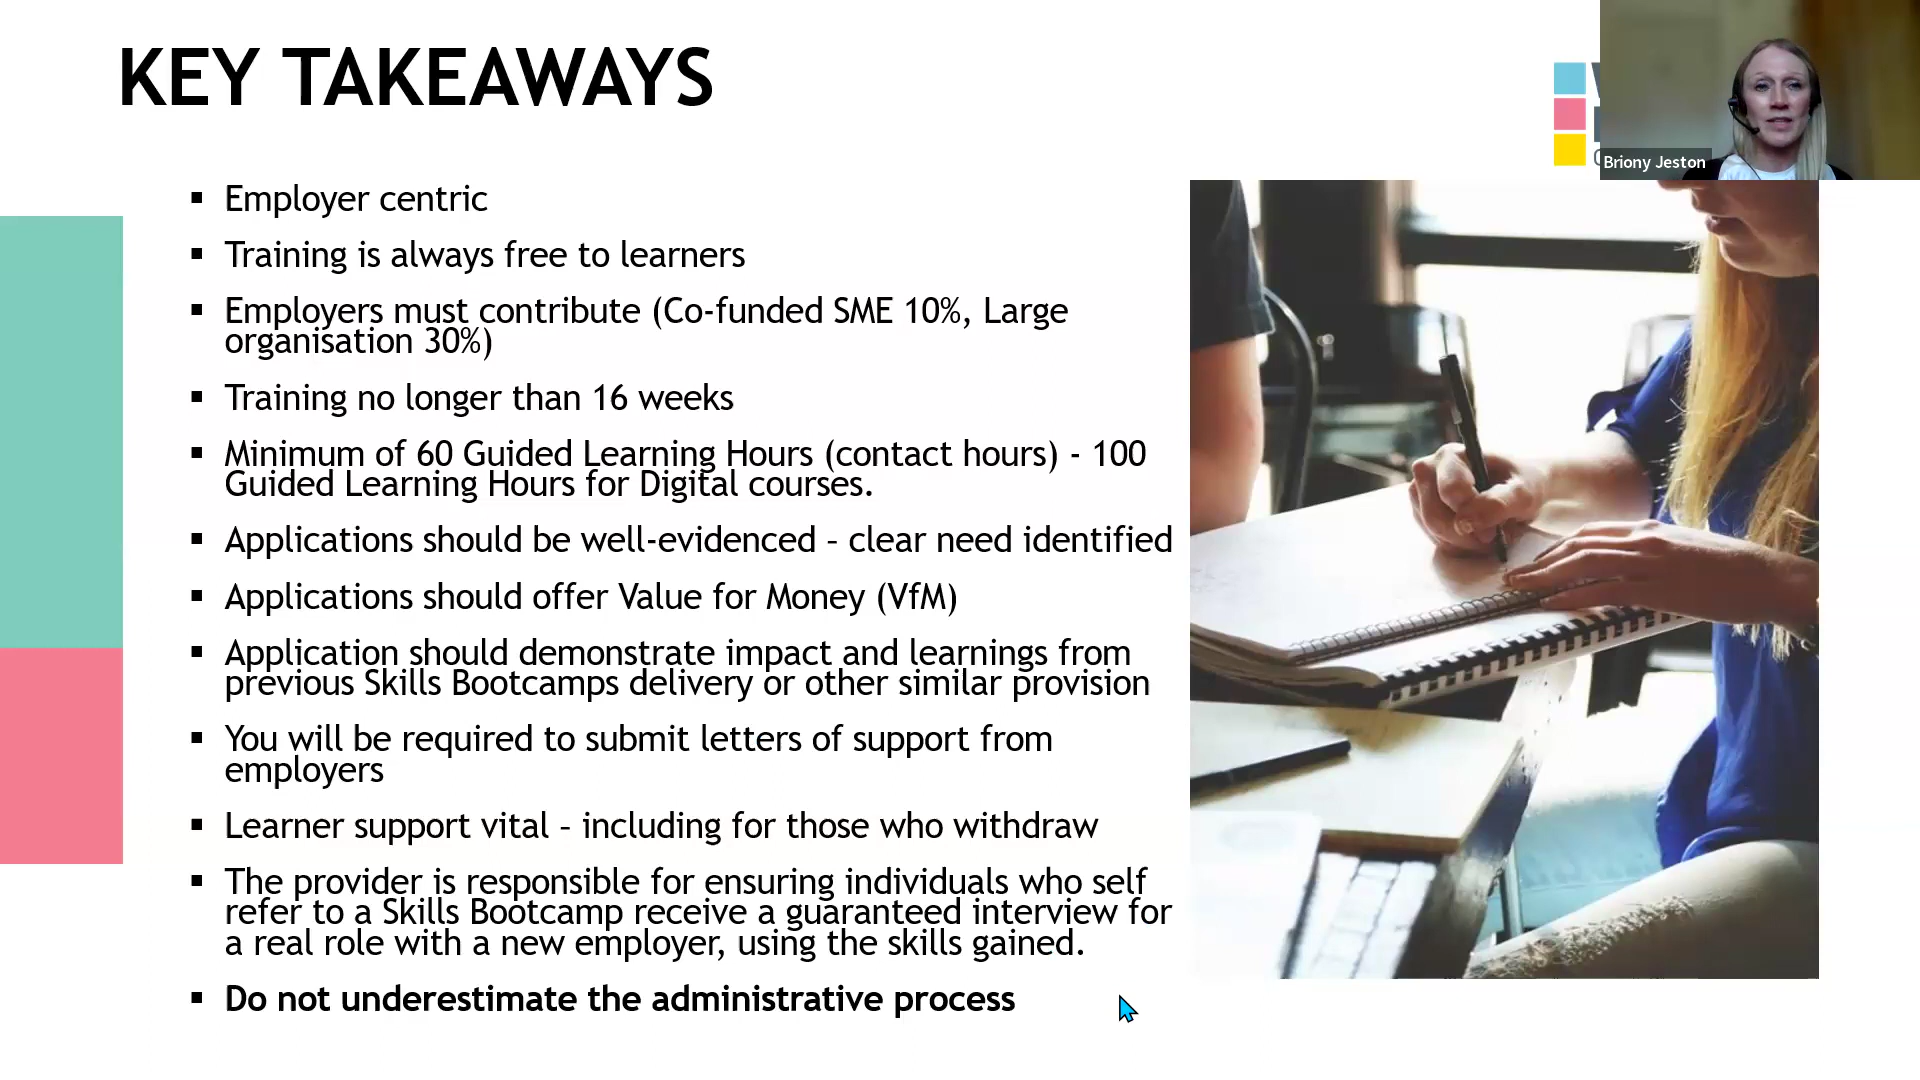 KEY TAKEAWAYS
Briony Jeston
▪ Employer centric
▪ Training is always free to learners
▪ Employers must contribute (Co-funded SME 10%, Large
organisation 30%)
▪ Training no longer than 16 weeks
▪ Minimum of 60 Guided Learning Hours (contact hours) - 100
Guided Learning Hours for Digital courses.
▪ Applications should be well-evidenced – clear need identified
▪ Applications should offer Value for Money (VfM)
▪ Application should demonstrate impact and learnings from
previous Skills Bootcamps delivery or other similar provision
▪ You will be required to submit letters of support from
employers
▪ Learner support vital – including for those who withdraw
▪ The provider is responsible for ensuring individuals who self
refer to a Skills Bootcamp receive a guaranteed interview for
a real role with a new employer, using the skills gained.
▪ Do not underestimate the administrative process